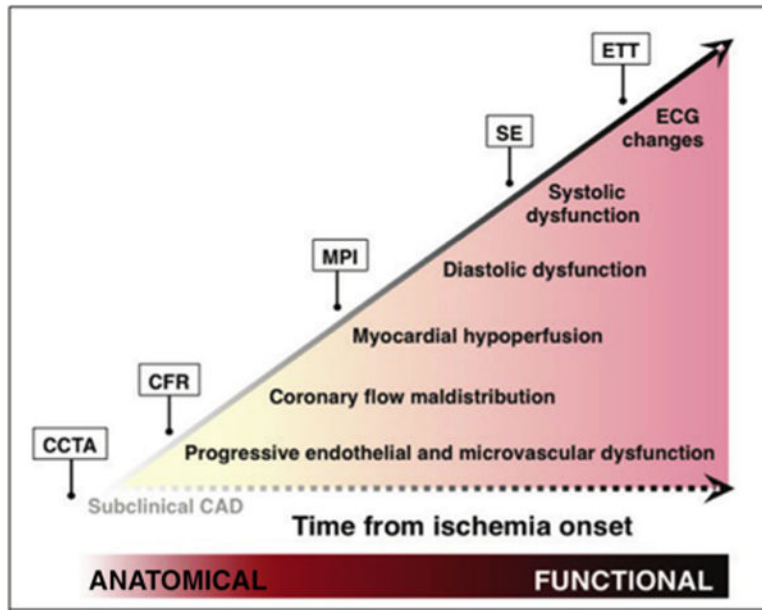 ETT
ECG
changes
SE
Systolic
dysfunction
MPI
Diastolic dysfunction
Myocardial hypoperfusion
CFR
Coronary flow maldistribution
CCTA
Progressive endothelial and microvascular dysfunction
Subclinical CAD
Time from ischemia onset
ANATOMICAL
FUNCTIONAL